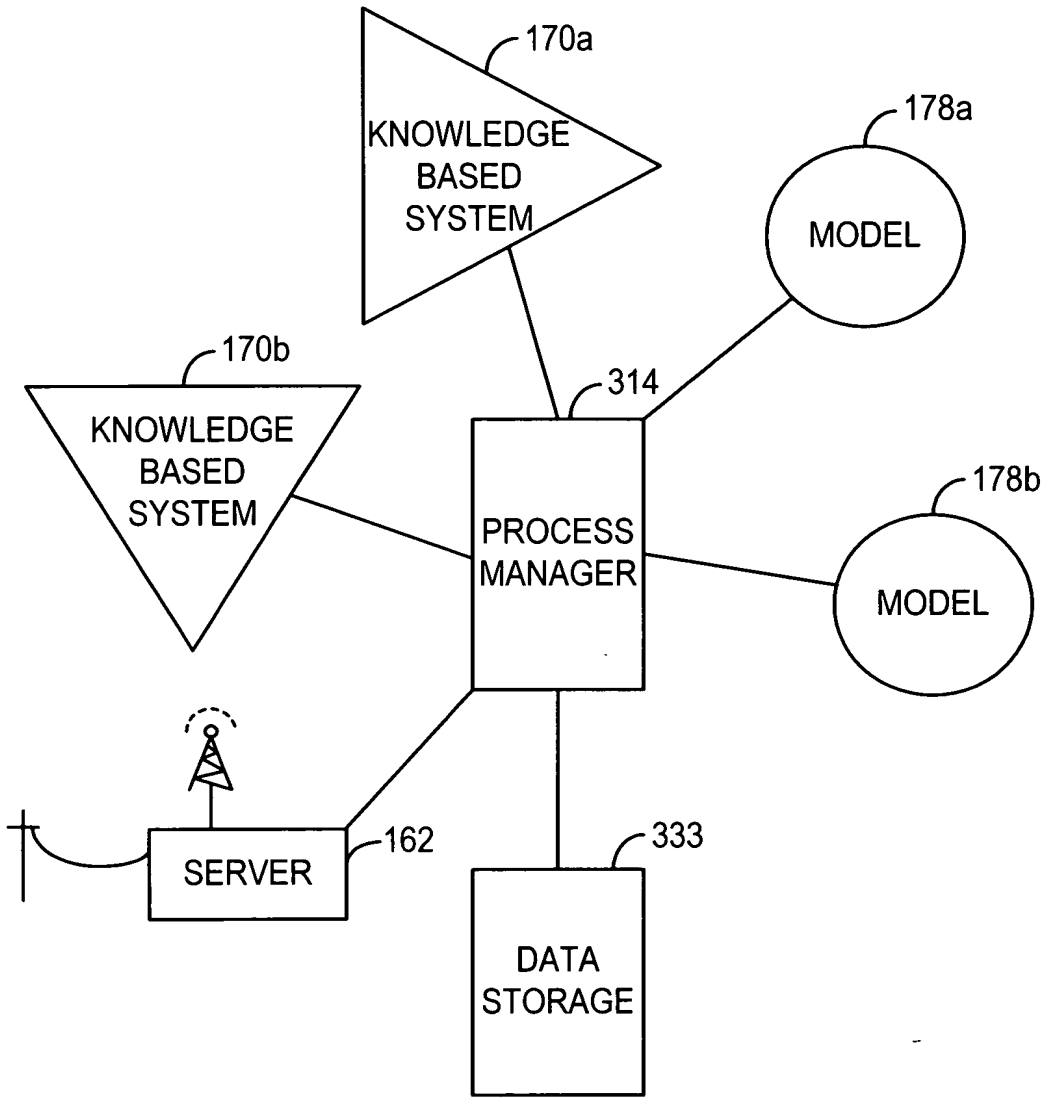 170a
KNOWLEDGE
BASED
SYSTEM
178a
MODEL
170b
KNOWLEDGE
BASED
SYSTEM
314
PROCESS
MANAGER
178b
MODEL
162
SERVER
333
DATA
STORAGE